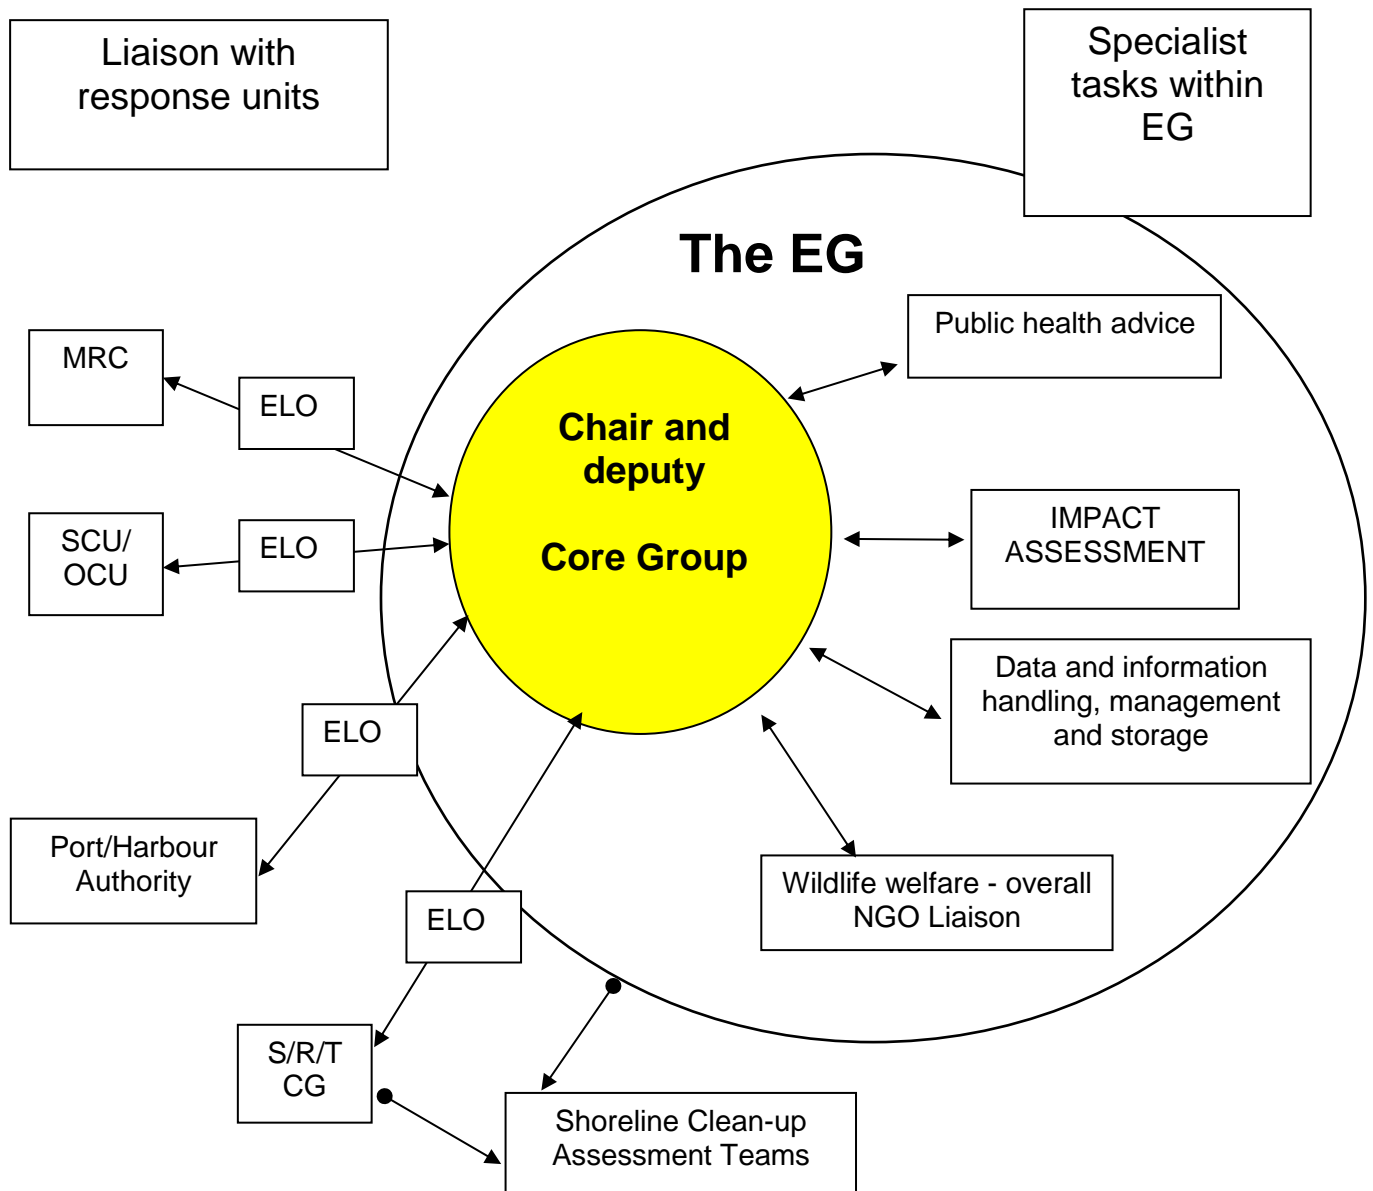 Liaison with
response units
Specialist
tasks within
EG
The EG
Public health advice
MRC
ELO
Chair and
deputy
Core Group
SCU/
OCU
ELO
IMPACT
ASSESSMENT
Data and information
handling, management
and storage
ELO
Port/Harbour
Authority
Wildlife welfare - overall
NGO Liaison
ELO
S/R/T
CG
Shoreline Clean-up
Assessment Teams